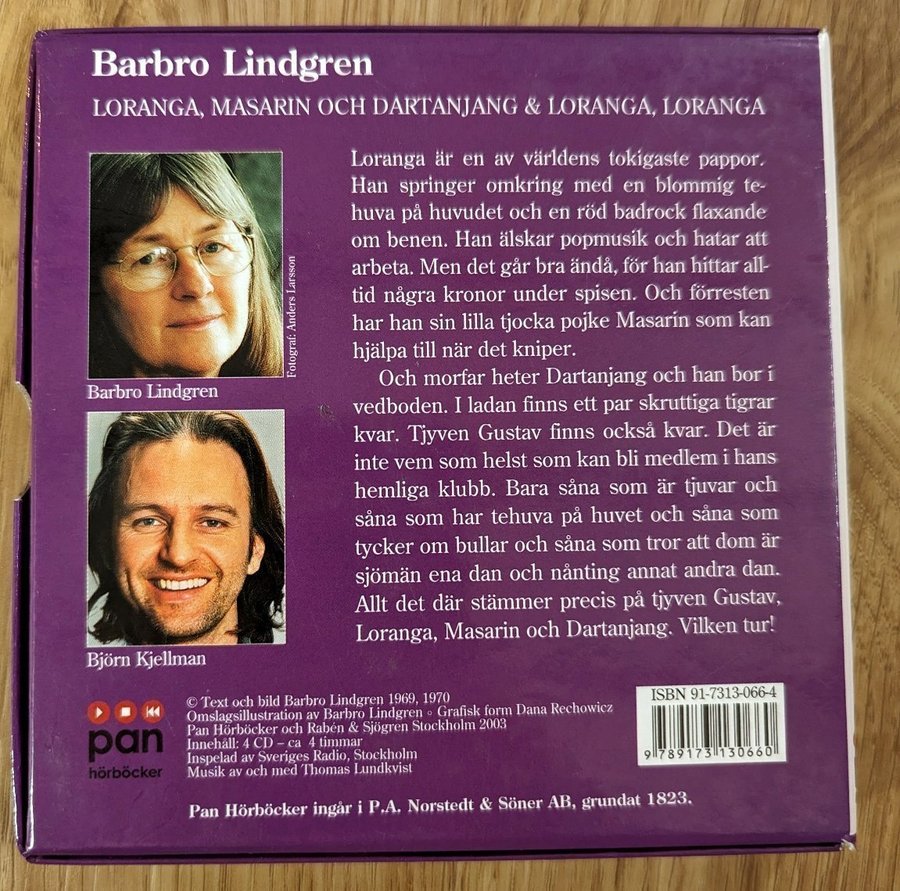 Barbro Lindgren
LORANGA, MASARIN OCH DARTANJANG & LORANGA, LORANGA
Loranga är en av världens tokigaste pappor.
Han springer omkring med en blommig te-
huva på huvudet och en röd badrock flaxande
om benen. Han älskar popmusik och hatar att
arbeta. Men det går bra ändå, för han hittar all-
tid några kronor under spisen. Och förresten
har han sin lilla tjocka pojke Masarin som kan
hjälpa till när det kniper.
Och morfar heter Dartanjang och han bor i
vedboden. I ladan finns ett par skruttiga tigrar
kvar. Tjyven Gustav finns också kvar. Det är
inte vem som helst som kan bli medlem i hans
hemliga klubb. Bara såna som är tjuvar och
såna som har tehuva på huvet och såna som
tycker om bullar och såna som tror att dom är
sjömän ena dan och nånting annat andra dan.
Allt det där stämmer precis på tjyven Gustav,
Loranga, Masarin och Dartanjang. Vilken tur!
Fotograf: Anders Larsson
Barbro Lindgren
Björn Kjellman
pan
hörböcker
© Text och bild Barbro Lindgren 1969, 1970
Omslagsillustration av Barbro Lindgren ◦ Grafisk form Dana Rechowicz
Pan Hörböcker och Rabén & Sjögren Stockholm 2003
Innehåll: 4 CD – ca 4 timmar
Inspelad av Sveriges Radio, Stockholm
Musik av och med Thomas Lundkvist
ISBN 91-7313-066-4
9 789173 130660
Pan Hörböcker ingår i P.A. Norstedt & Söner AB, grundat 1823.